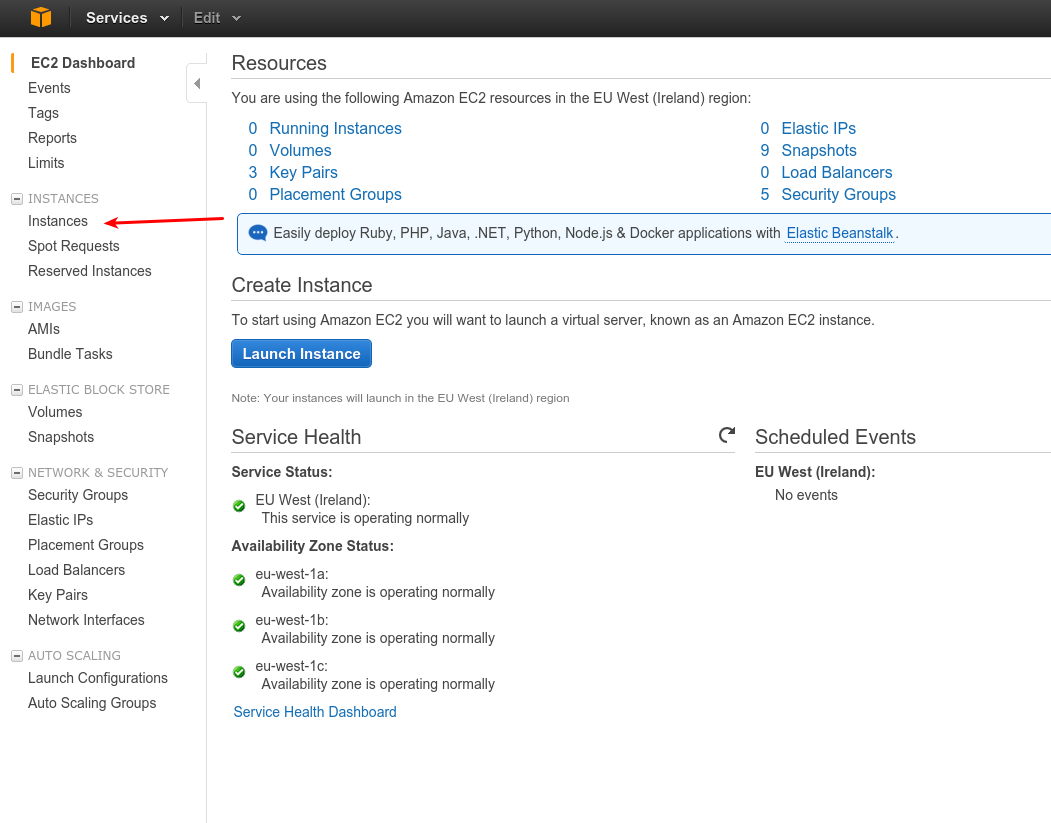 Services Edit
EC2 Dashboard
Events
Tags
Reports
Limits
INSTANCES
Instances
Spot Requests
Reserved Instances
IMAGES
AMIs
Bundle Tasks
ELASTIC BLOCK STORE
Volumes
Snapshots
NETWORK & SECURITY
Security Groups
Elastic IPs
Placement Groups
Load Balancers
Key Pairs
Network Interfaces
AUTO SCALING
Launch Configurations
Auto Scaling Groups
Resources
You are using the following Amazon EC2 resources in the EU West (Ireland) region:
0 Running Instances
0 Volumes
3 Key Pairs
0 Placement Groups
0 Elastic IPs
9 Snapshots
0 Load Balancers
5 Security Groups
Easily deploy Ruby, PHP, Java, .NET, Python, Node.js & Docker applications with Elastic Beanstalk.
Create Instance
To start using Amazon EC2 you will want to launch a virtual server, known as an Amazon EC2 instance.
Launch Instance
Note: Your instances will launch in the EU West (Ireland) region
Service Health
Service Status:
EU West (Ireland):
This service is operating normally
Availability Zone Status:
eu-west-1a:
Availability zone is operating normally
eu-west-1b:
Availability zone is operating normally
eu-west-1c:
Availability zone is operating normally
Service Health Dashboard
Scheduled Events
EU West (Ireland):
No events